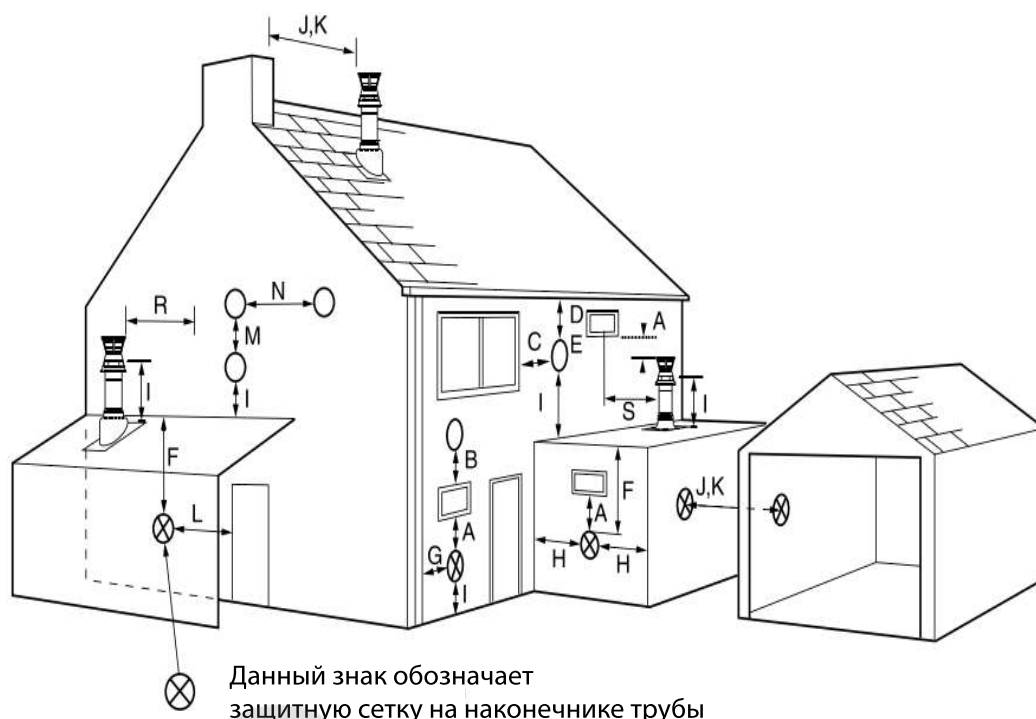 J,K
R
N
M
I
I
F
L
D
A
C
E
I
S
I
B
F
J,K
A
A
G
H
H
I
Данный знак обозначает
защитную сетку на наконечнике трубы